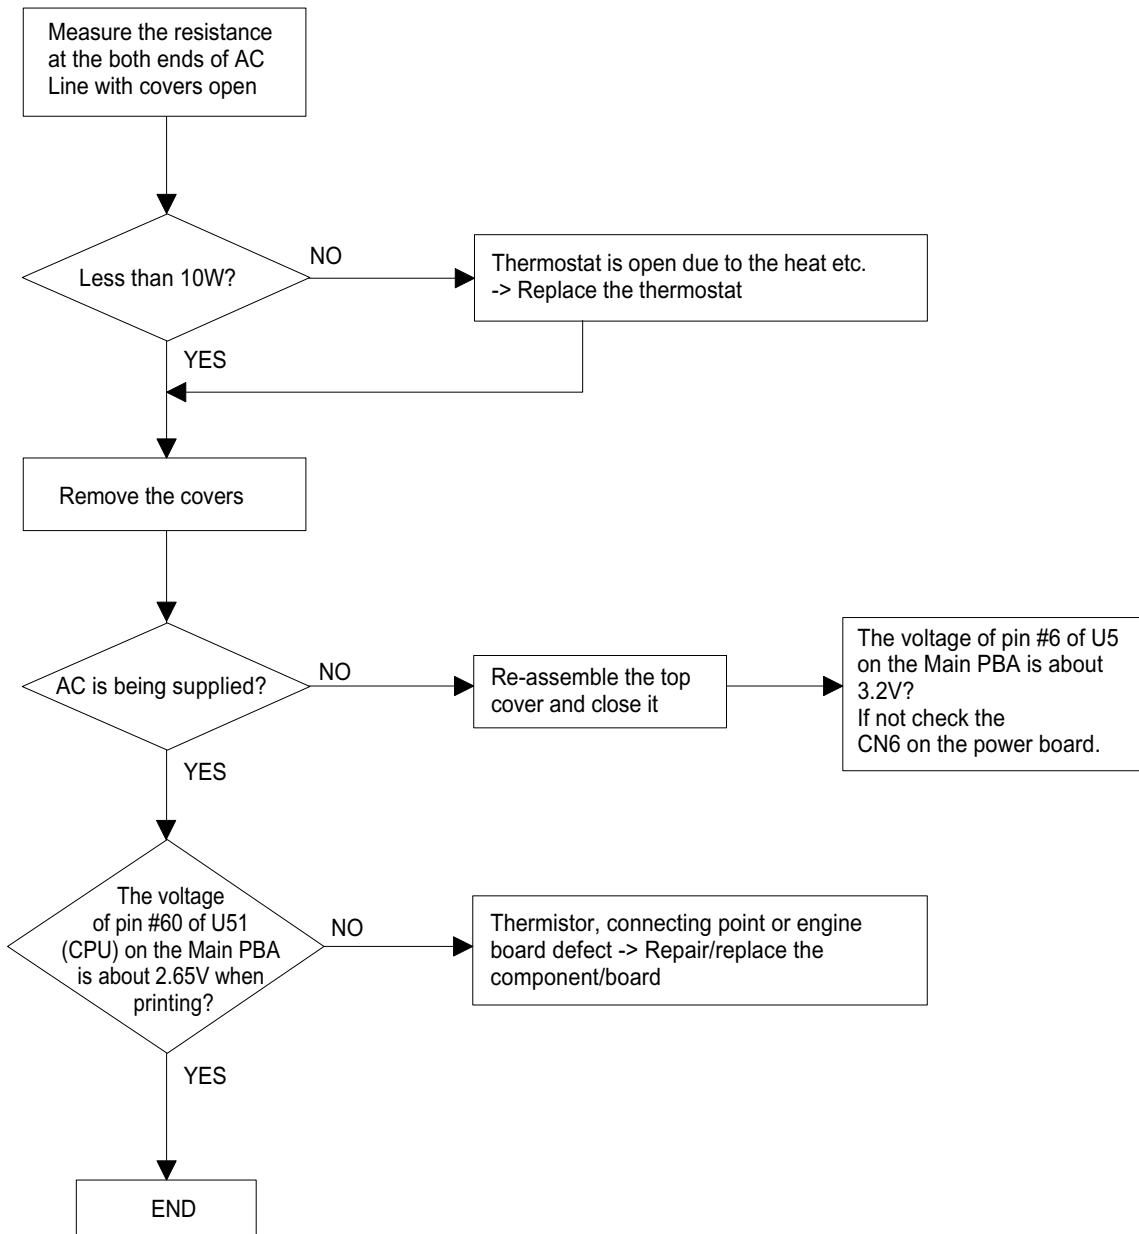 Measure the resistance
at the both ends of AC
Line with covers open
Less than 10W?
NO
Thermostat is open due to the heat etc.
-> Replace the thermostat
YES
Remove the covers
AC is being supplied?
NO
Re-assemble the top
cover and close it
The voltage of pin #6 of U5
on the Main PBA is about
3.2V?
If not check the
CN6 on the power board.
YES
The voltage
of pin #60 of U51
(CPU) on the Main PBA
is about 2.65V when
printing?
NO
Thermistor, connecting point or engine
board defect -> Repair/replace the
component/board
YES
END